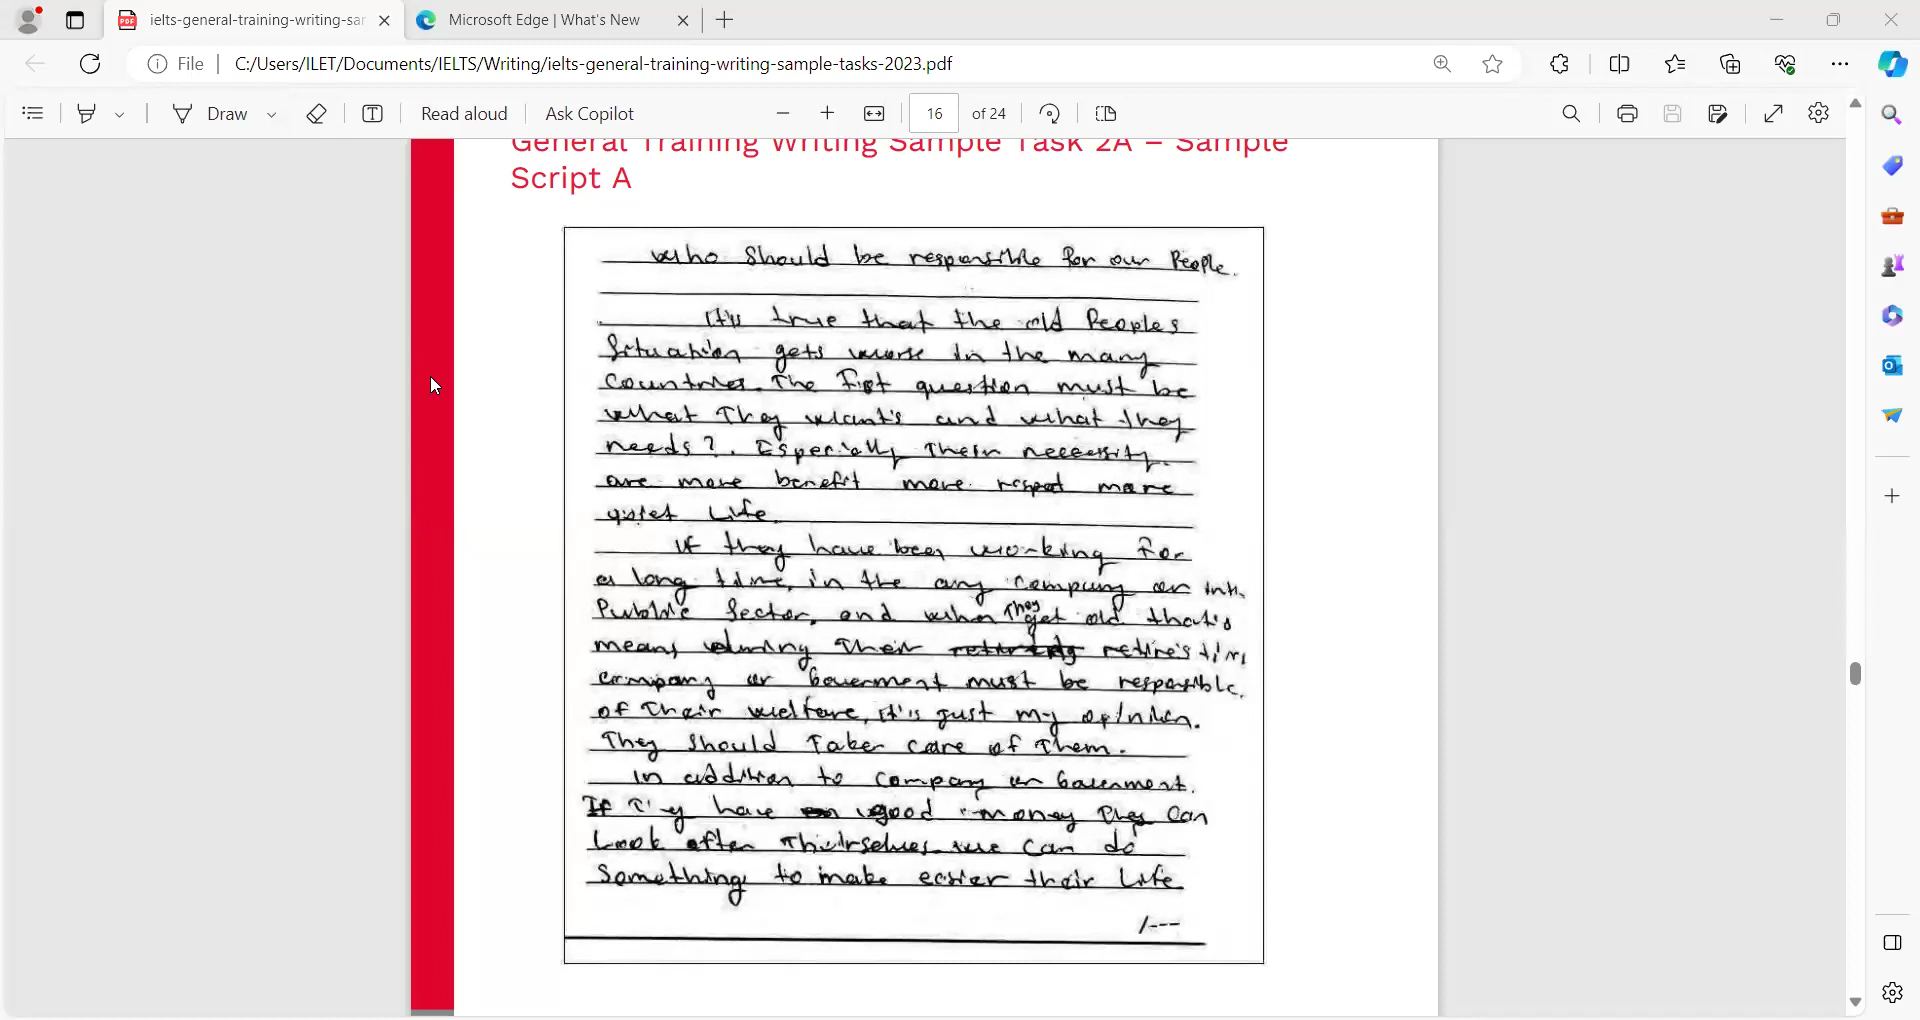 ielts-general-training-writing-sar
Microsoft Edge | What's New
File
C:/Users/ILET/Documents/IELTS/Writing/ielts-general-training-writing-sample-tasks-2023.pdf
Draw
Read aloud
Ask Copilot
16
of 24
General Training Writing Sample Task 2A – Sample
Script A
who should be responsible for our People.
It's true that the old Peoples
Situation gets worse in the many
Countries. The First question must be
what They want's and what they
needs?. Especially Their necessity
are more benefit more respect more
quiet Life.
If they have been working For
a long time, in the any company or
Public Sector, and when They get old that's
means during Their retire's
company or Goverment must be responsible.
of Their welfare, it's just my opinion.
They should Taker care of Them.
In addition to company or Goverment.
If have good money They can
Look after Theirselves we can do
Something to make easier their Life
/---